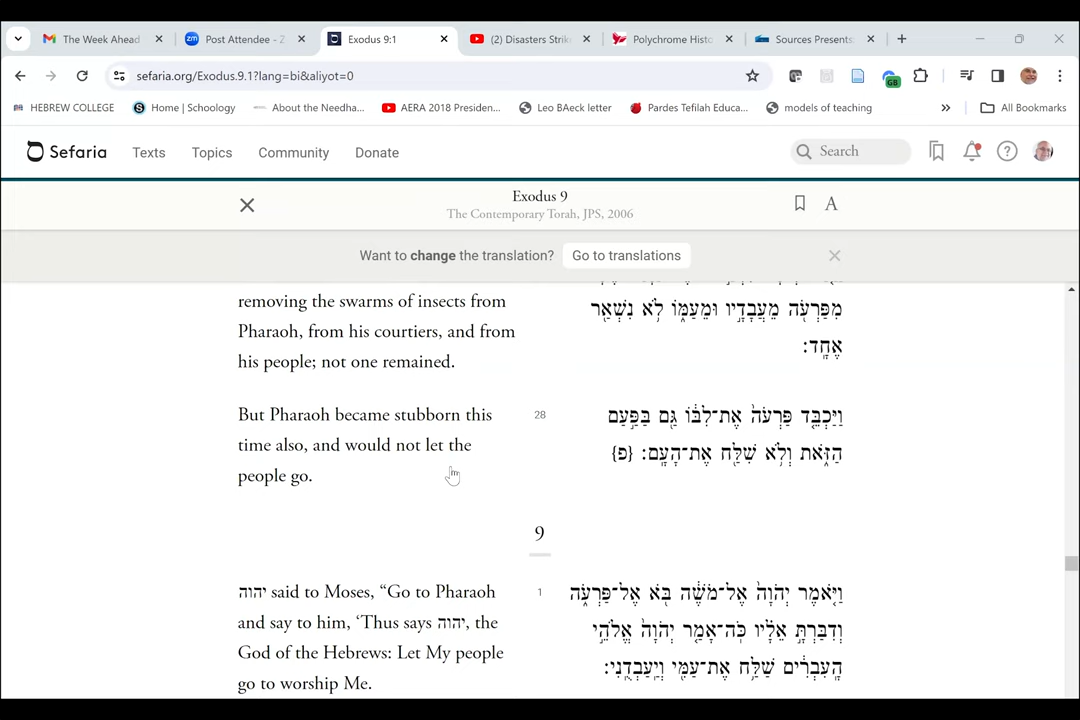 The Week Ahead
Post Attendee - Z
Exodus 9:1
(2) Disasters Strik
Polychrome Histo
Sources Presents:
sefaria.org/Exodus.9.1?lang=bi&aliyot=0
GB
HEBREW COLLEGE
Home | Schoology
About the Needha...
AERA 2018 Presiden...
Leo BAeck letter
Pardes Tefilah Educa...
models of teaching
»
All Bookmarks
Sefaria
Texts
Topics
Community
Donate
Search
Exodus 9
The Contemporary Torah, JPS, 2006
A
Want to change the translation?
Go to translations
removing the swarms of insects from
Pharaoh, from his courtiers, and from
his people; not one remained.
מִפַּרְעֹ֖ה מֵעֲבָדָ֣יו וּמֵעַמּ֑וֹ לֹ֥א נִשְׁאַ֖ר
אֶחָֽד׃
But Pharaoh became stubborn this
time also, and would not let the
people go.
28
וַיַּכְבֵּ֤ד פַּרְעֹה֙ אֶת־לִבּ֔וֹ גַּ֖ם בַּפַּ֣עַם
הַזֹּ֑את וְלֹ֥א שִׁלַּ֖ח אֶת־הָעָֽם׃ {פ}
9
יהוה said to Moses, “Go to Pharaoh
and say to him, ‘Thus says יהוה, the
God of the Hebrews: Let My people
go to worship Me.
1
וַיֹּ֤אמֶר יְהֹוָה֙ אֶל־מֹשֶׁ֔ה בֹּ֖א אֶל־פַּרְעֹ֑ה
וְדִבַּרְתָּ֣ אֵלָ֗יו כֹּֽה־אָמַ֤ר יְהֹוָה֙ אֱלֹהֵ֣י
הָֽעִבְרִ֔ים שַׁלַּ֥ח אֶת־עַמִּ֖י וְיַֽעַבְדֻֽנִי׃